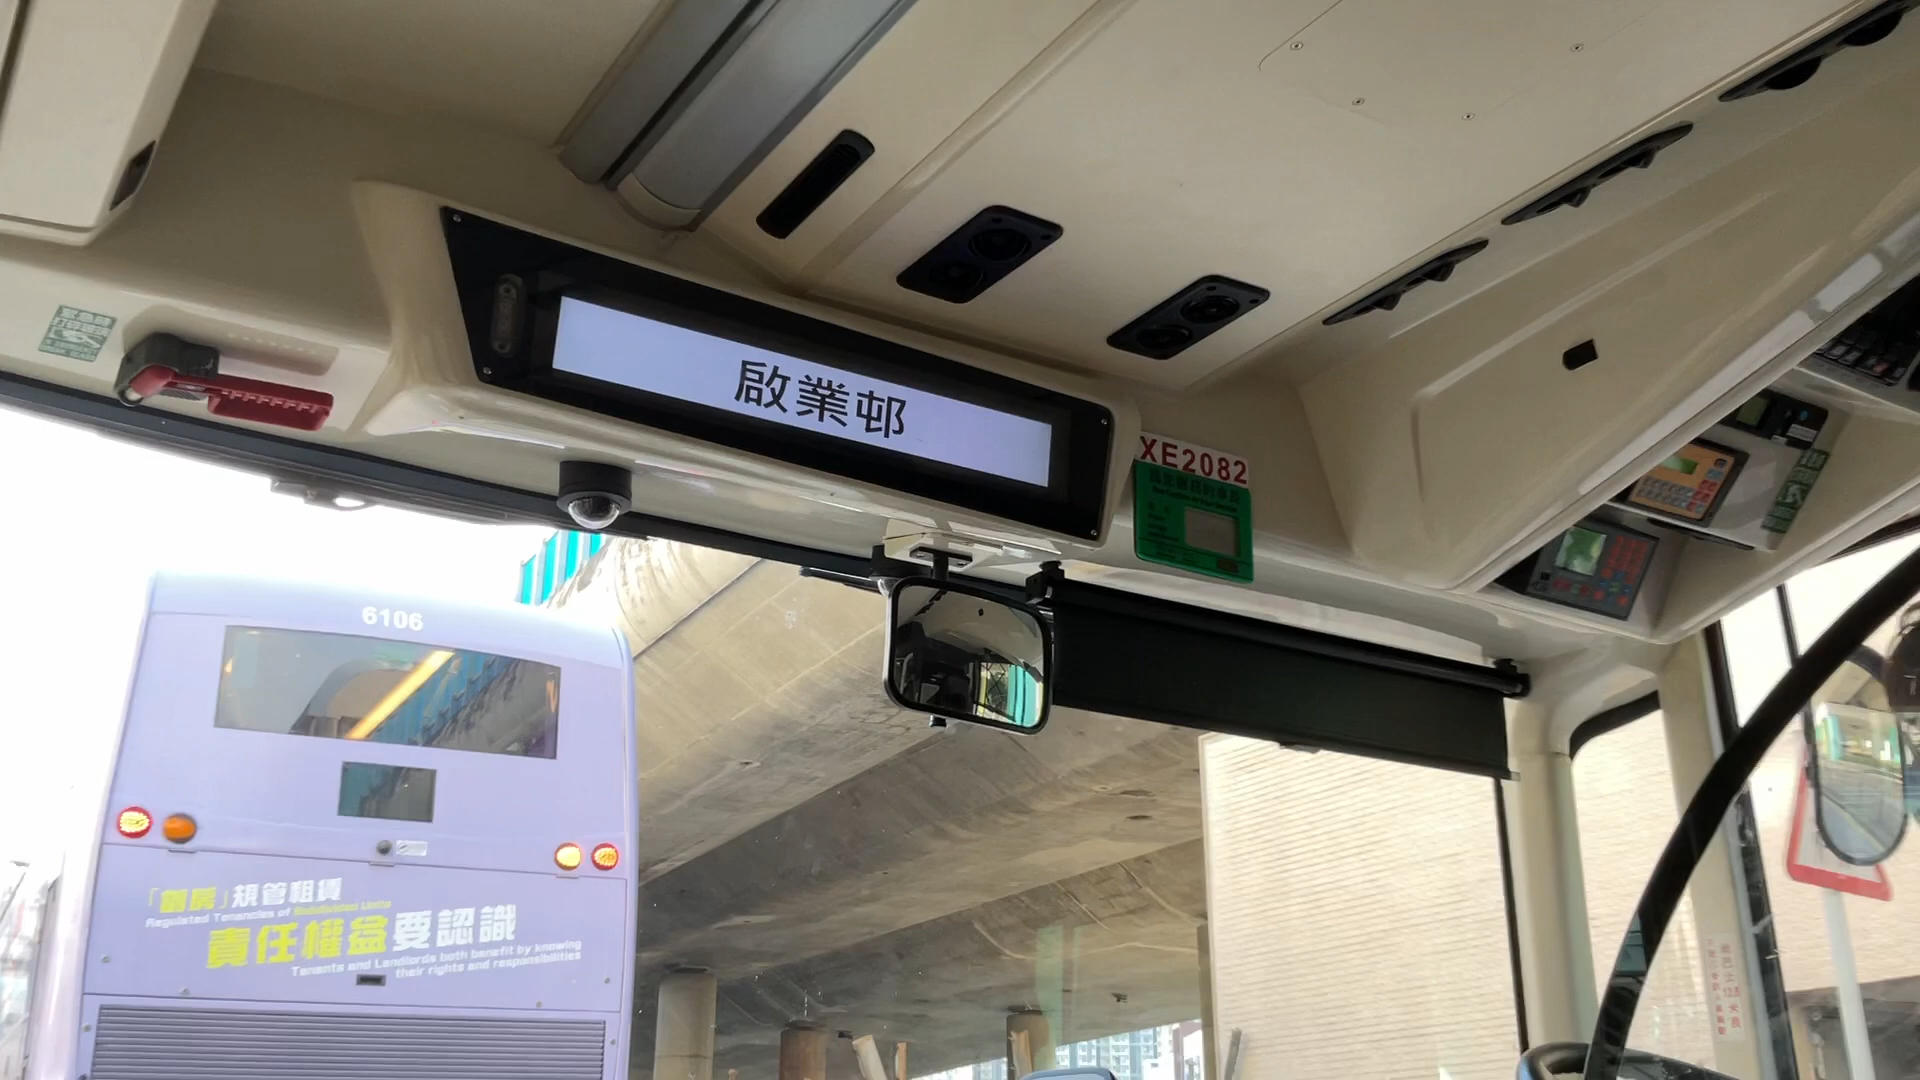 啟業邨
XE2082
6106
「劏房」規管租賃
Regulated Tenancies of Subdivided Units
責任權益要認識
Tenants and Landlords both benefit by knowing
their rights and responsibilities